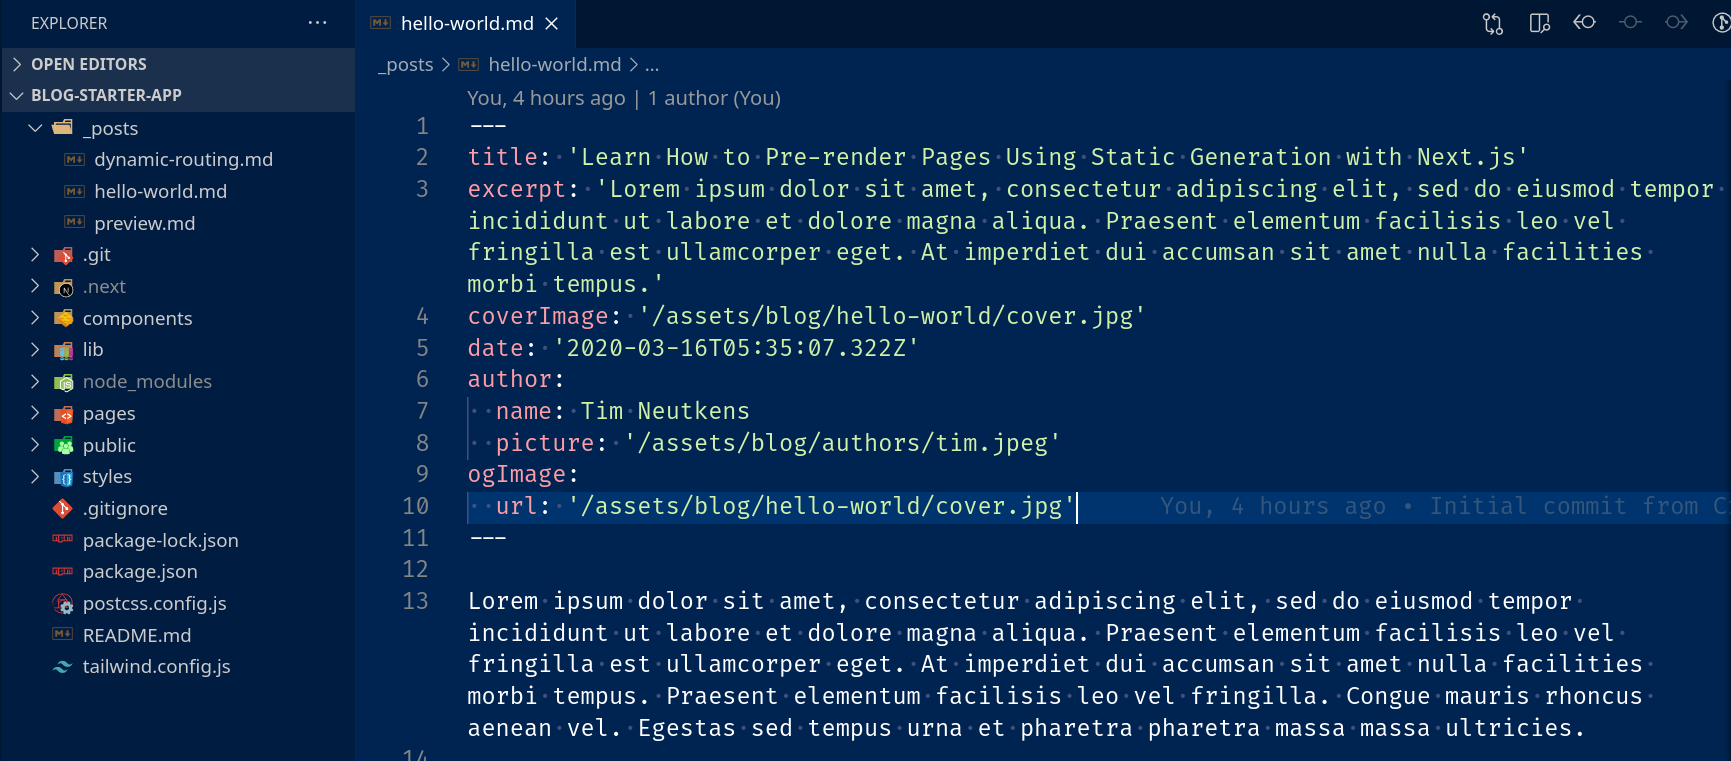 EXPLORER ...
OPEN EDITORS
BLOG-STARTER-APP
_posts
dynamic-routing.md
hello-world.md
preview.md
.git
.next
components
lib
node_modules
pages
public
styles
.gitignore
package-lock.json
package.json
postcss.config.js
README.md
tailwind.config.js
hello-world.md
_posts > hello-world.md > ...
You, 4 hours ago | 1 author (You)
1 ---
2 title: 'Learn How to Pre-render Pages Using Static Generation with Next.js'
3 excerpt: 'Lorem ipsum dolor sit amet, consectetur adipiscing elit, sed do eiusmod tempor
incididunt ut labore et dolore magna aliqua. Praesent elementum facilisis leo vel
fringilla est ullamcorper eget. At imperdiet dui accumsan sit amet nulla facilities
morbi tempus.'
4 coverImage: '/assets/blog/hello-world/cover.jpg'
5 date: '2020-03-16T05:35:07.322Z'
6 author:
7 name: Tim Neutkens
8 picture: '/assets/blog/authors/tim.jpeg'
9 ogImage:
10 url: '/assets/blog/hello-world/cover.jpg' You, 4 hours ago • Initial commit from C
11 ---
12
13 Lorem ipsum dolor sit amet, consectetur adipiscing elit, sed do eiusmod tempor
incididunt ut labore et dolore magna aliqua. Praesent elementum facilisis leo vel
fringilla est ullamcorper eget. At imperdiet dui accumsan sit amet nulla facilities
morbi tempus. Praesent elementum facilisis leo vel fringilla. Congue mauris rhoncus
aenean vel. Egestas sed tempus urna et pharetra pharetra massa massa ultricies.
14